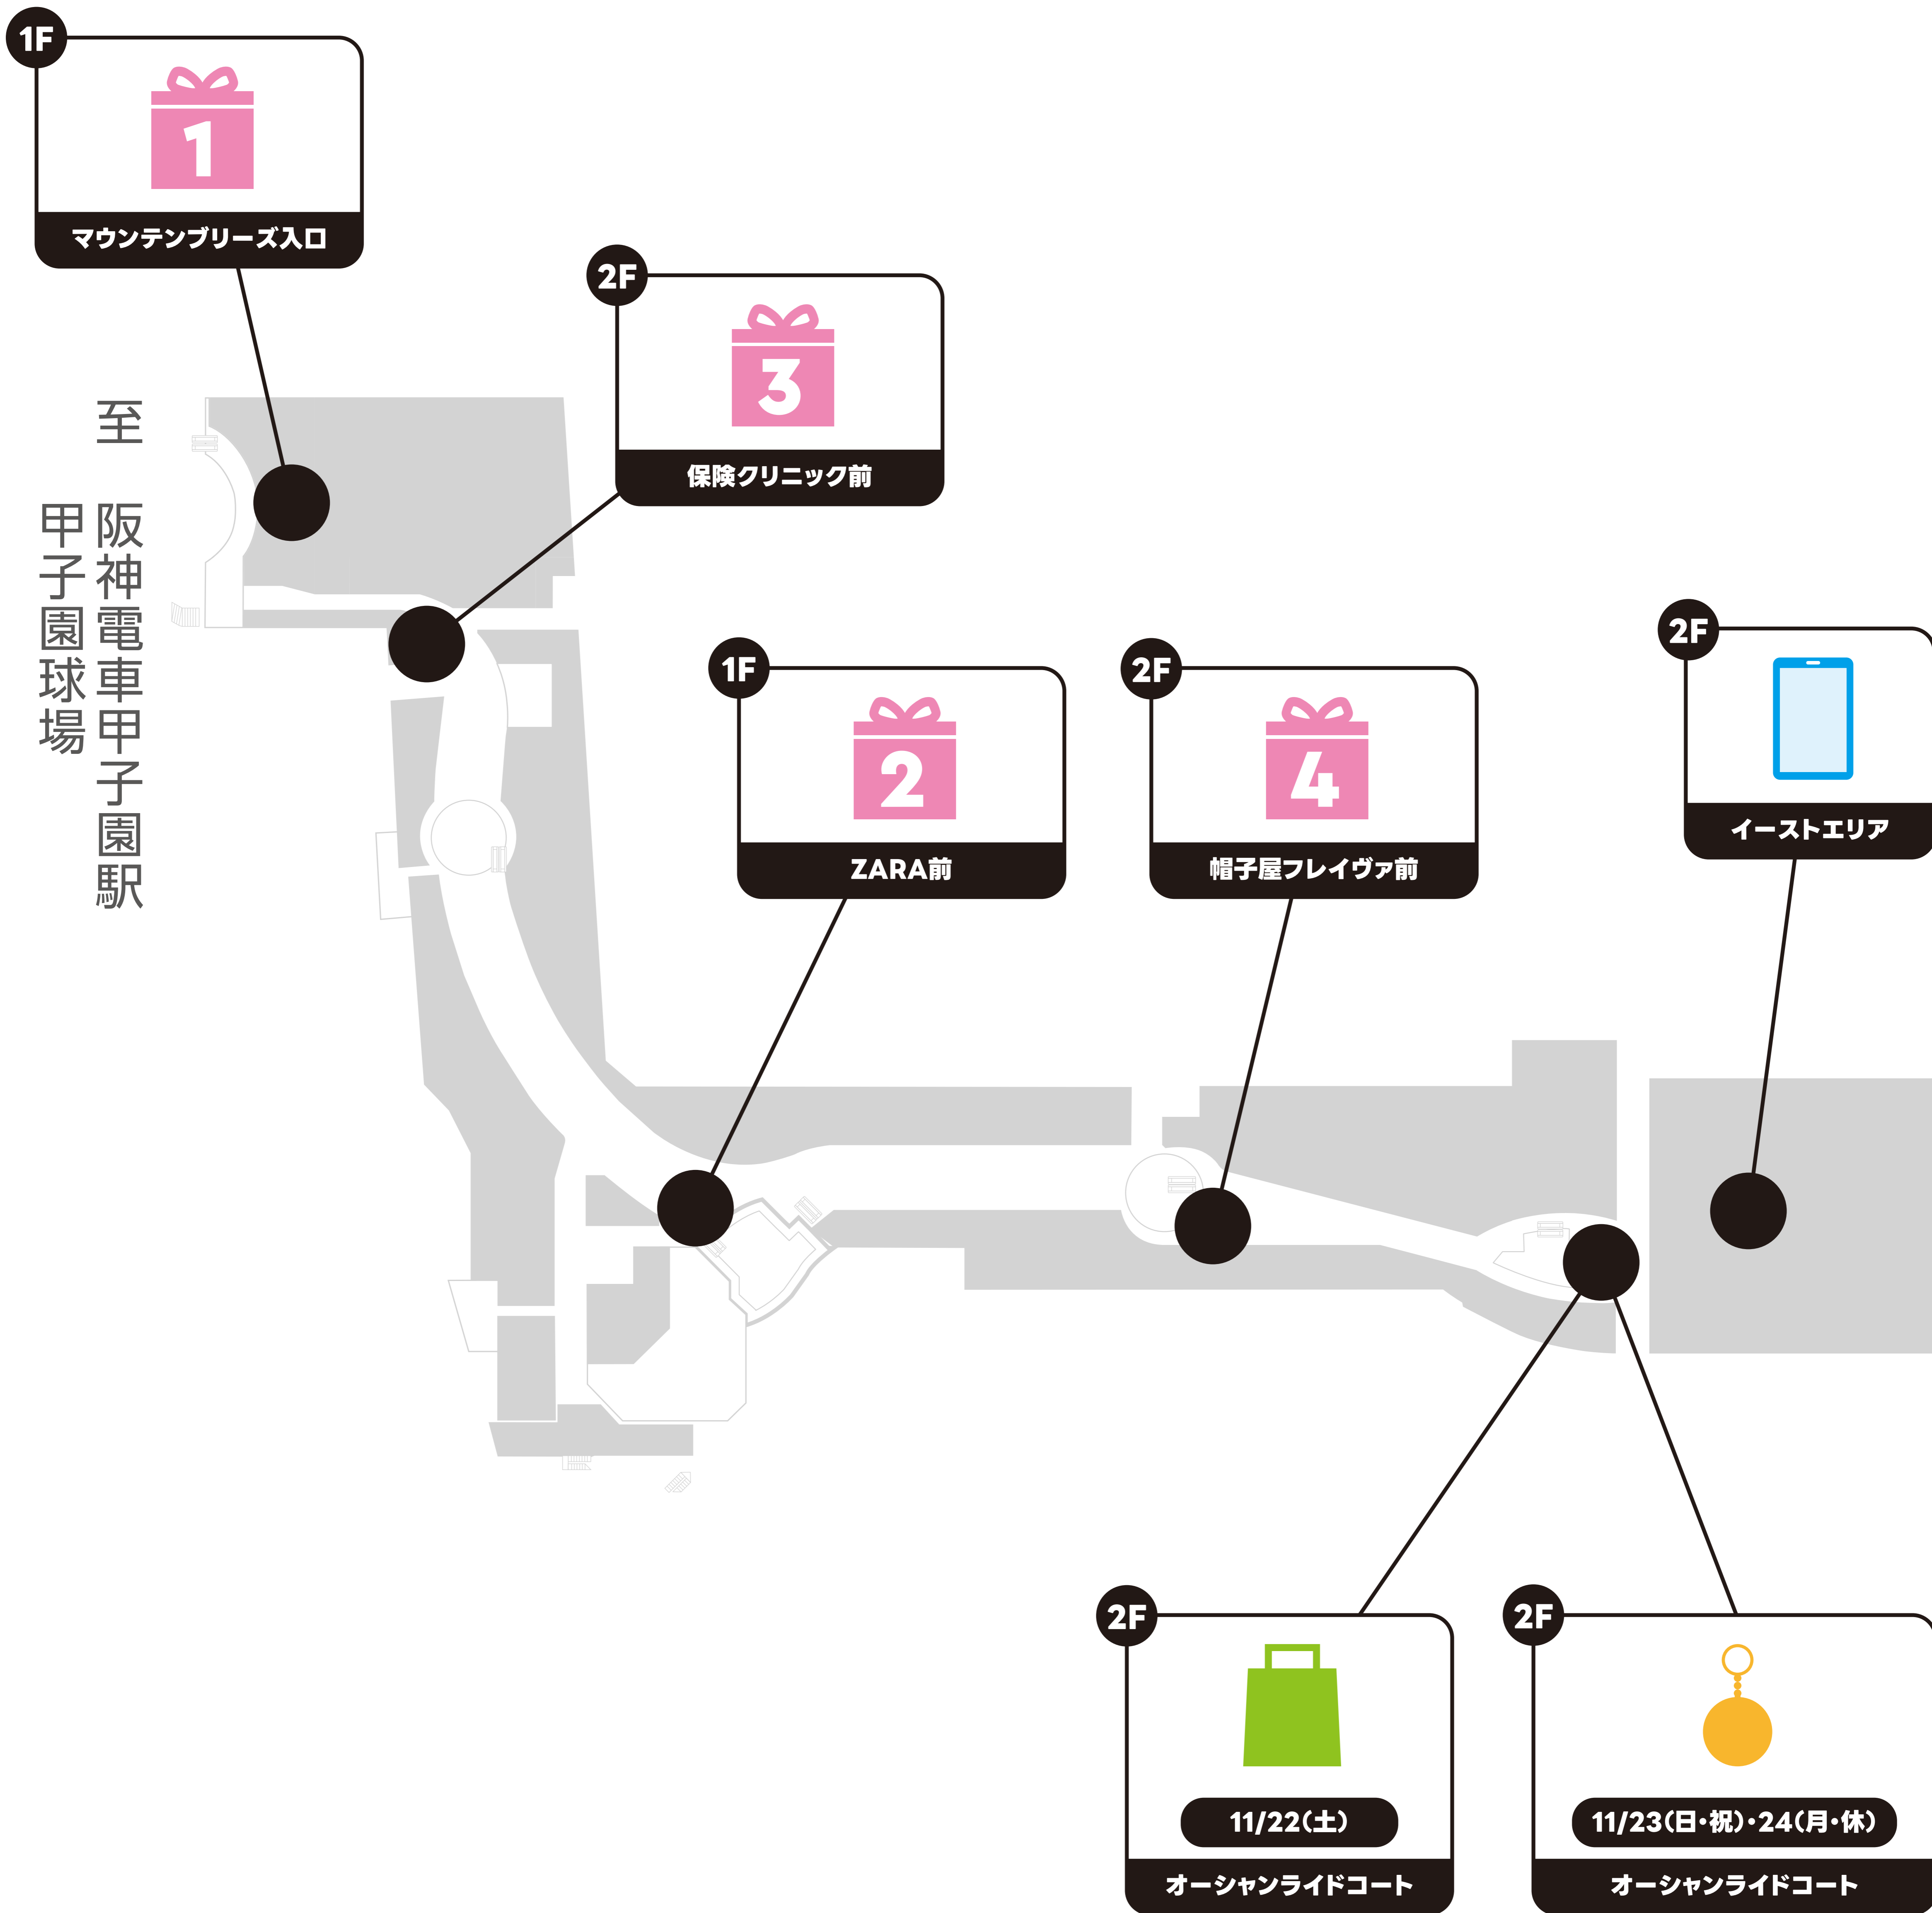 1F
1
マウンテンブリーズ入口
2F
3
保険クリニック前
至 阪神電車甲子園駅
甲子園球場
1F
2
ZARA前
2F
4
帽子屋フレイヴァ前
2F
イーストエリア
2F
11/22(土)
オーシャンライドコート
2F
11/23(日・祝)・24(月・休)
オーシャンライドコート